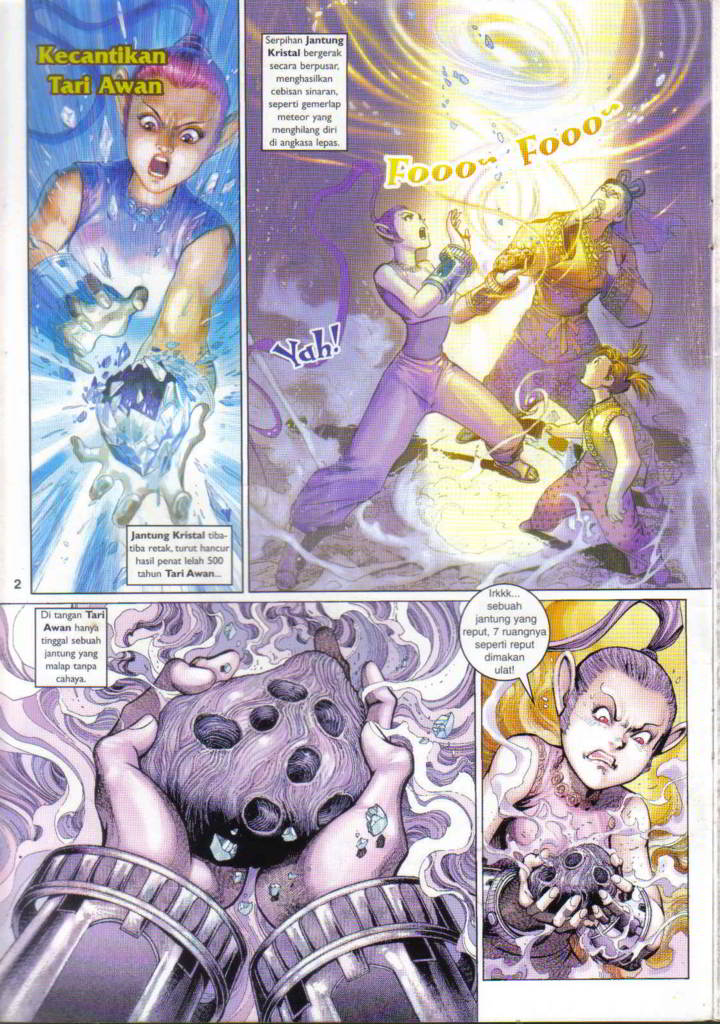 Kecantikan
Tari Awan
Serpihan Jantung
Kristal bergerak
secara berpusar,
menghasilkan
cebisan sinaran,
seperti gemerlap
meteor yang
menghilang diri
di angkasa lepas.
Fooo~ Fooo~
Yah!
Jantung Kristal tiba-
tiba retak, turut hancur
hasil penat lelah 500
tahun Tari Awan...
2
Di tangan Tari
Awan hanya
tinggal sebuah
jantung yang
malap tanpa
cahaya.
Irkkk...
sebuah
jantung yang
reput, 7 ruangnya
seperti reput
dimakan
ulat!